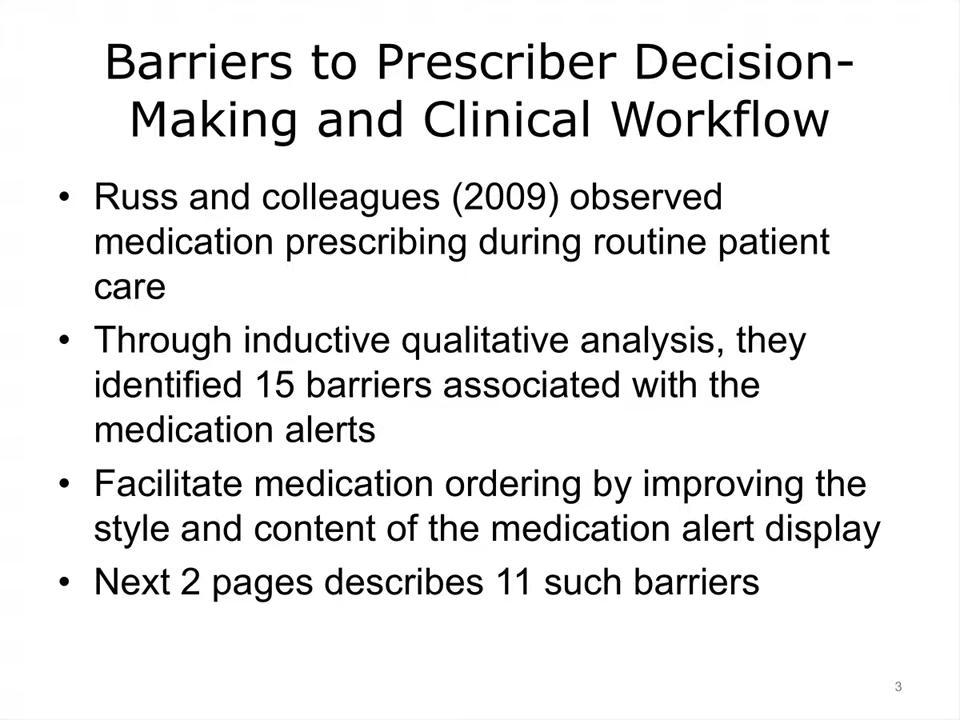 Barriers to Prescriber Decision-
Making and Clinical Workflow
• Russ and colleagues (2009) observed
medication prescribing during routine patient
care
• Through inductive qualitative analysis, they
identified 15 barriers associated with the
medication alerts
• Facilitate medication ordering by improving the
style and content of the medication alert display
• Next 2 pages describes 11 such barriers
3